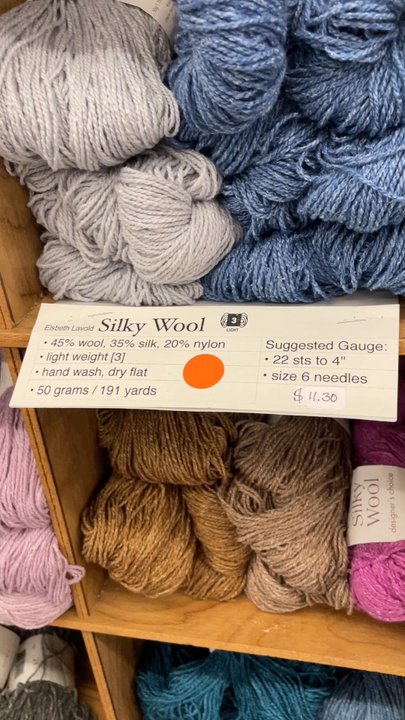 Elsbeth Lavold Silky Wool 3 LIGHT
• 45% wool, 35% silk, 20% nylon
• light weight [3]
• hand wash, dry flat
• 50 grams / 191 yards
Suggested Gauge:
• 22 sts to 4"
• size 6 needles
$ 11.30
Silky
Wool
designer's choice